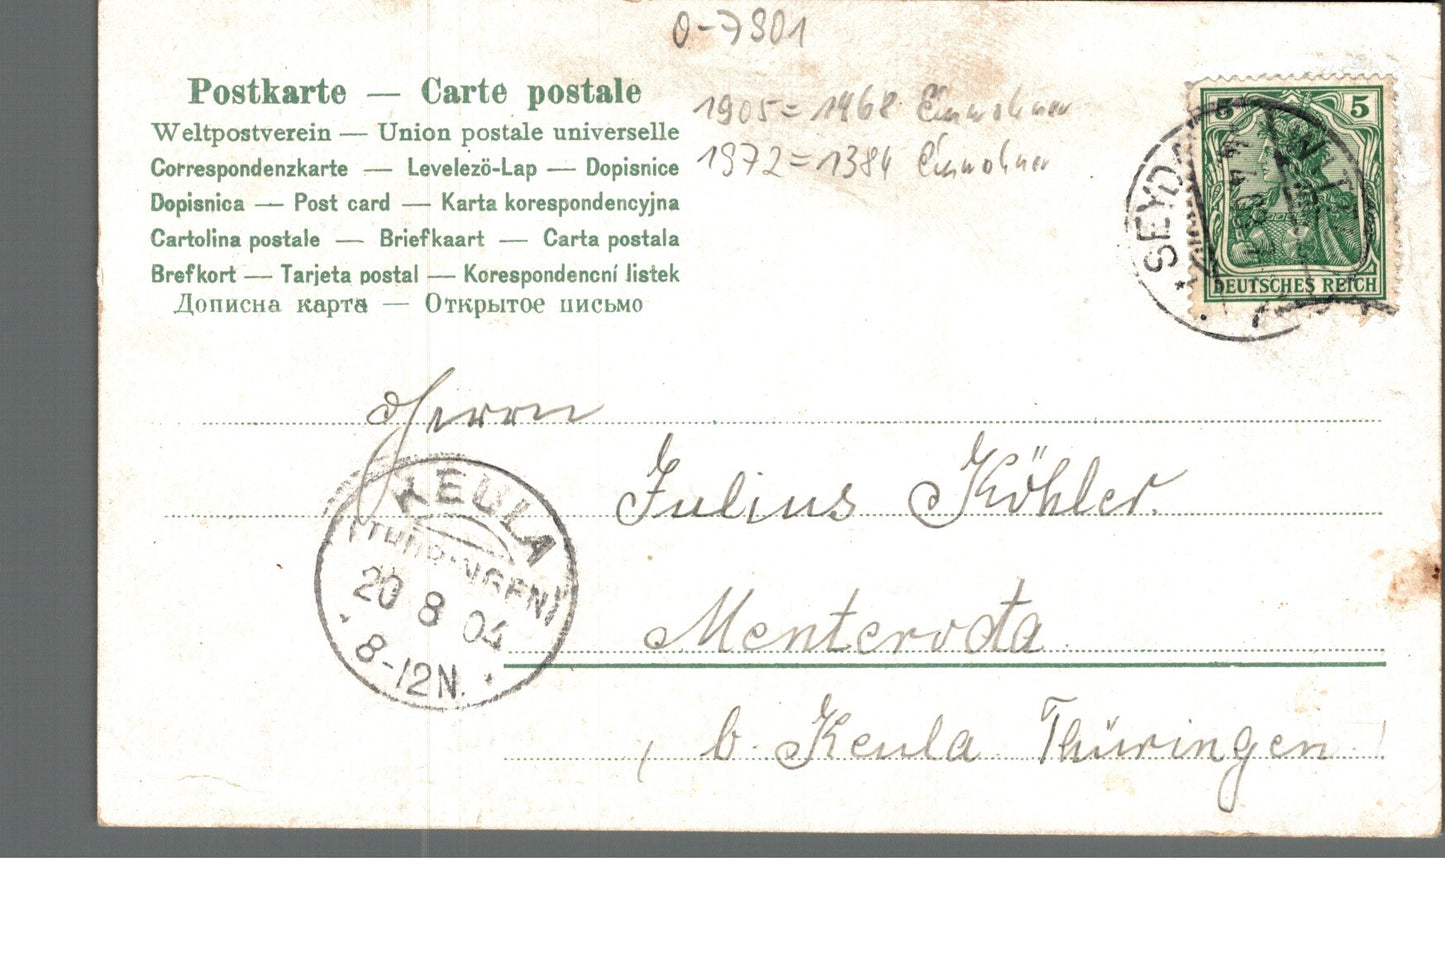 0-7901
Postkarte — Carte postale
Weltpostverein — Union postale universelle
Correspondenzkarte — Levelezö-Lap — Dopisnice
Dopisnica — Post card — Karta korespondencyjna
Cartolina postale — Briefkaart — Carta postala
Brefkort — Tarjeta postal — Korespondencní listek
Дописна карта — Открытое письмо
1905 = 1468 Einwohner
1972 = 1384 Einwohner
5 5
DEUTSCHES REICH
SEYDA
Herrn
Julius Köhler.
Menteroda
(b. Keula Thüringen.)
KEULA
(THÜRINGEN)
20 8 04
8-12N.